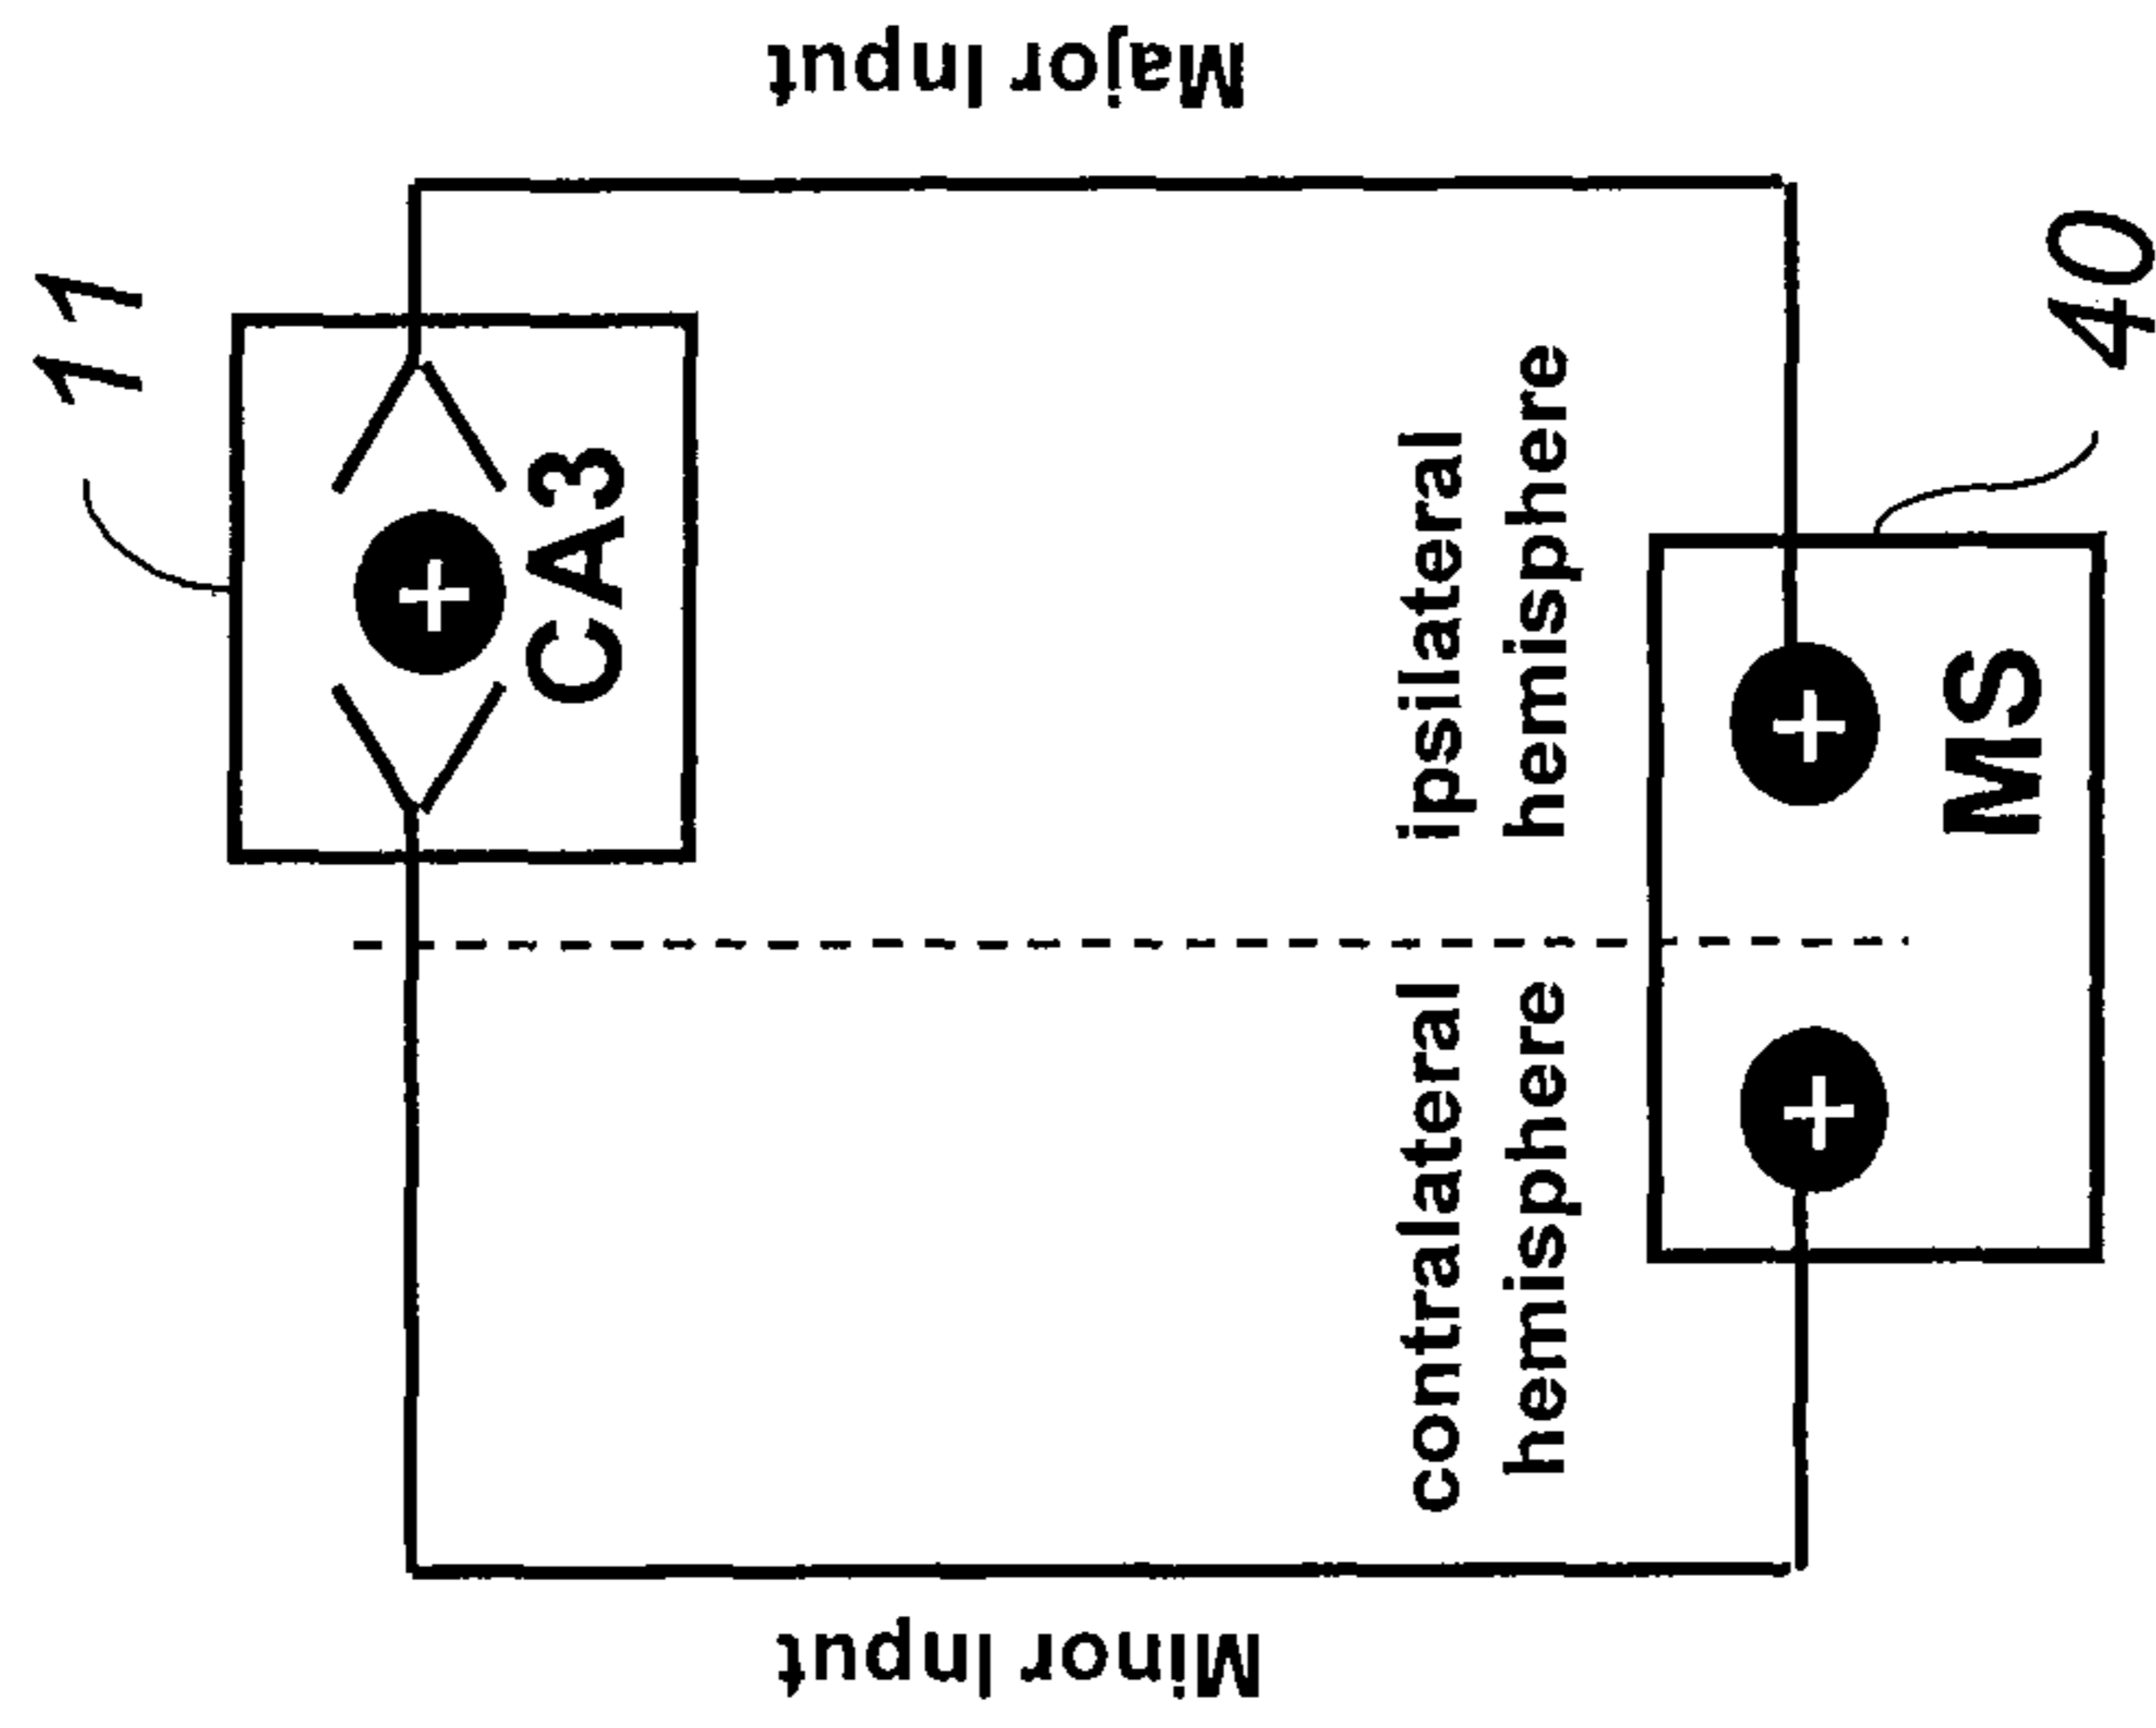 11
CA3
Minor Input
Major Input
contralateral
hemisphere
ipsilateral
hemisphere
MS
40